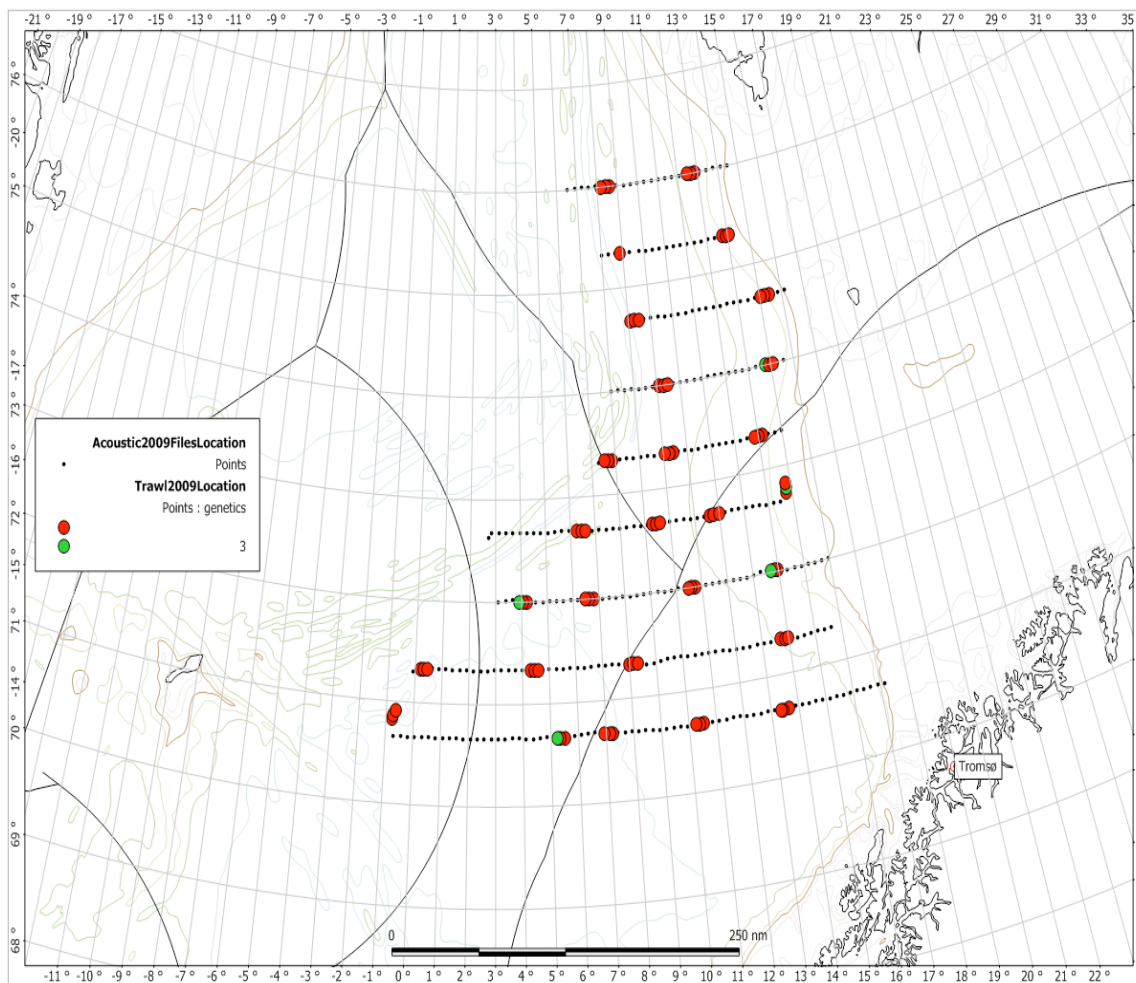 -21 ° -19 ° -17 ° -15 ° -13 ° -11 ° -9 ° -7 ° -5 ° -3 ° -1 ° 1 ° 3 ° 5 ° 7 ° 9 ° 11 ° 13 ° 15 ° 17 ° 19 ° 21 ° 23 ° 25 ° 27 ° 29 ° 31 ° 33 ° 35
76 °
20 °
75 °
74 °
-17 °
73 °
-16 °
72 °
-15 °
71 °
-14 °
70 °
69 °
68 °
Acoustic2009FilesLocation
Points
Trawl2009Location
Points : genetics
3
Tromsø
0 250 nm
-11 ° -10 ° -9 ° -8 ° -7 ° -6 ° -5 ° -4 ° -3 ° -2 ° -1 ° 0 ° 1 ° 2 ° 4 ° 5 ° 6 ° 7 ° 8 ° 9 ° 10 ° 11 ° 12 ° 13 ° 14 ° 15 ° 16 ° 17 ° 18 ° 19 ° 20 ° 21 ° 22 °